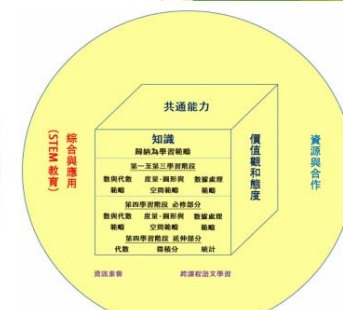 共通能力
綜合與應用
(STEM 教育)
知識
歸納為學習範疇
第一至第三學習階段
數與代數 度量、圖形與 數據處理
範疇 空間範疇 範疇
第四學習階段 必修部分
數與代數 度量、圖形與 數據處理
範疇 空間範疇 範疇
第四學習階段 延伸部分
代數 微積分 統計
價值觀和態度
資源與合作
資訊素養 跨課程語文學習